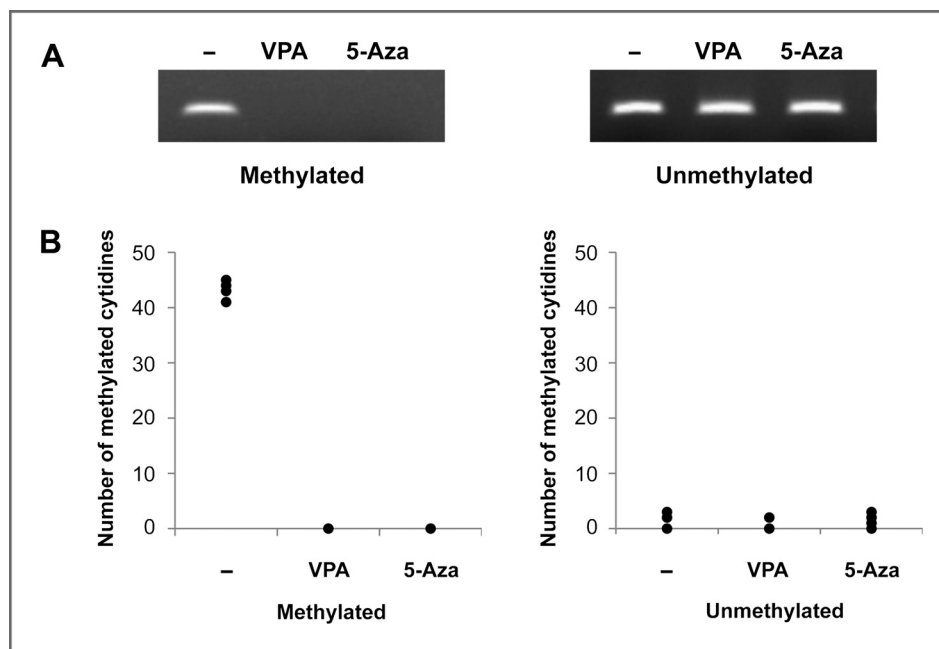 A
– VPA 5-Aza
Methylated
– VPA 5-Aza
Unmethylated
B
Number of methylated cytidines
50
40
30
20
10
0
– VPA 5-Aza
Methylated
Number of methylated cytidines
50
40
30
20
10
0
– VPA 5-Aza
Unmethylated